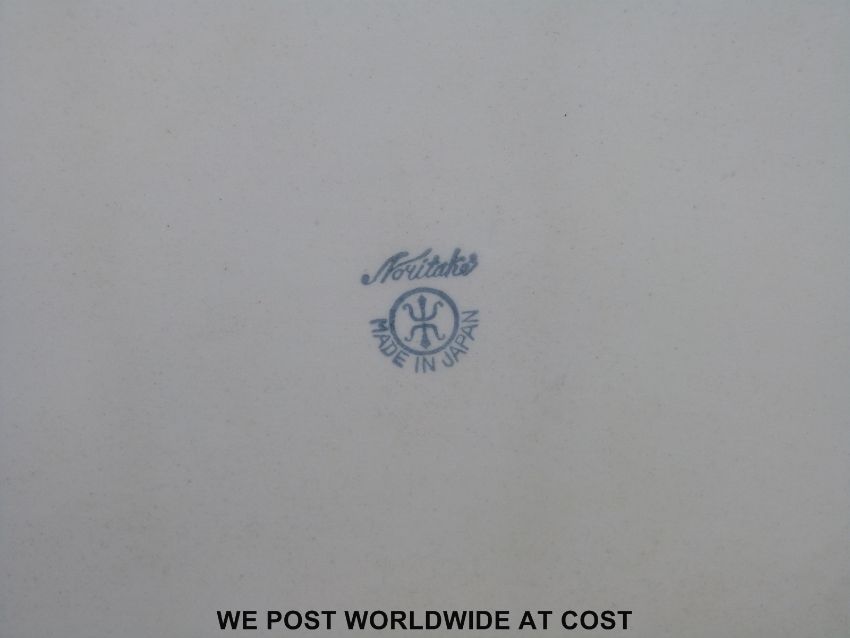 Noritake
MADE IN JAPAN
WE POST WORLDWIDE AT COST